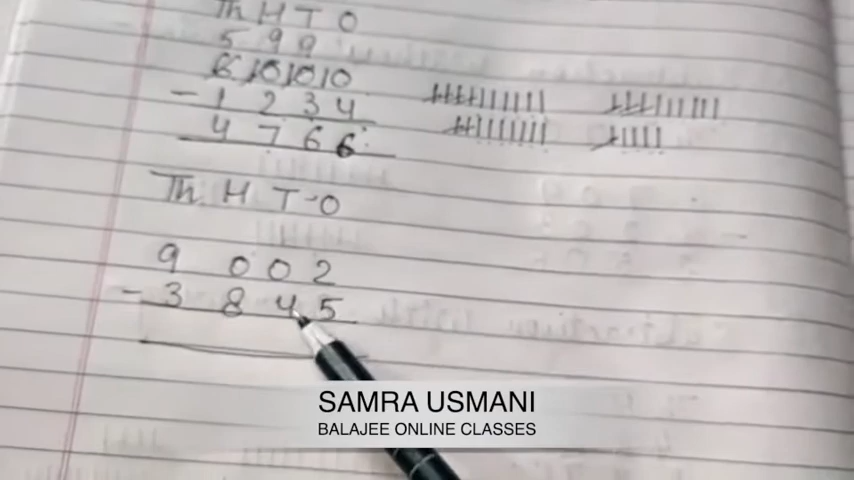 Th H T O
5 9 9
6 10 10 10
- 1 2 3 4
4 7 6 6
Th H T-O
9 0 0 2
- 3 8 4 5
SAMRA USMANI
BALAJEE ONLINE CLASSES